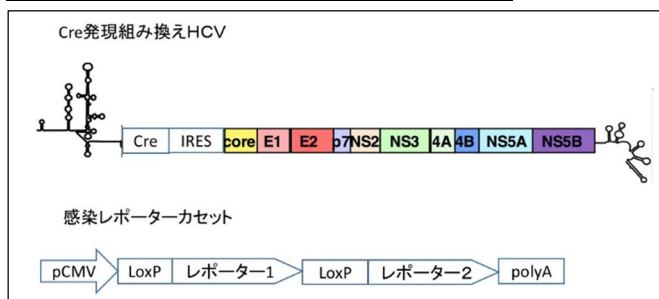 Cre発現組み換えHCV
Cre IRES core E1 E2 p7 NS2 NS3 4A 4B NS5A NS5B
感染レポーターカセット
pCMV LoxP レポーター1 LoxP レポーター2 polyA